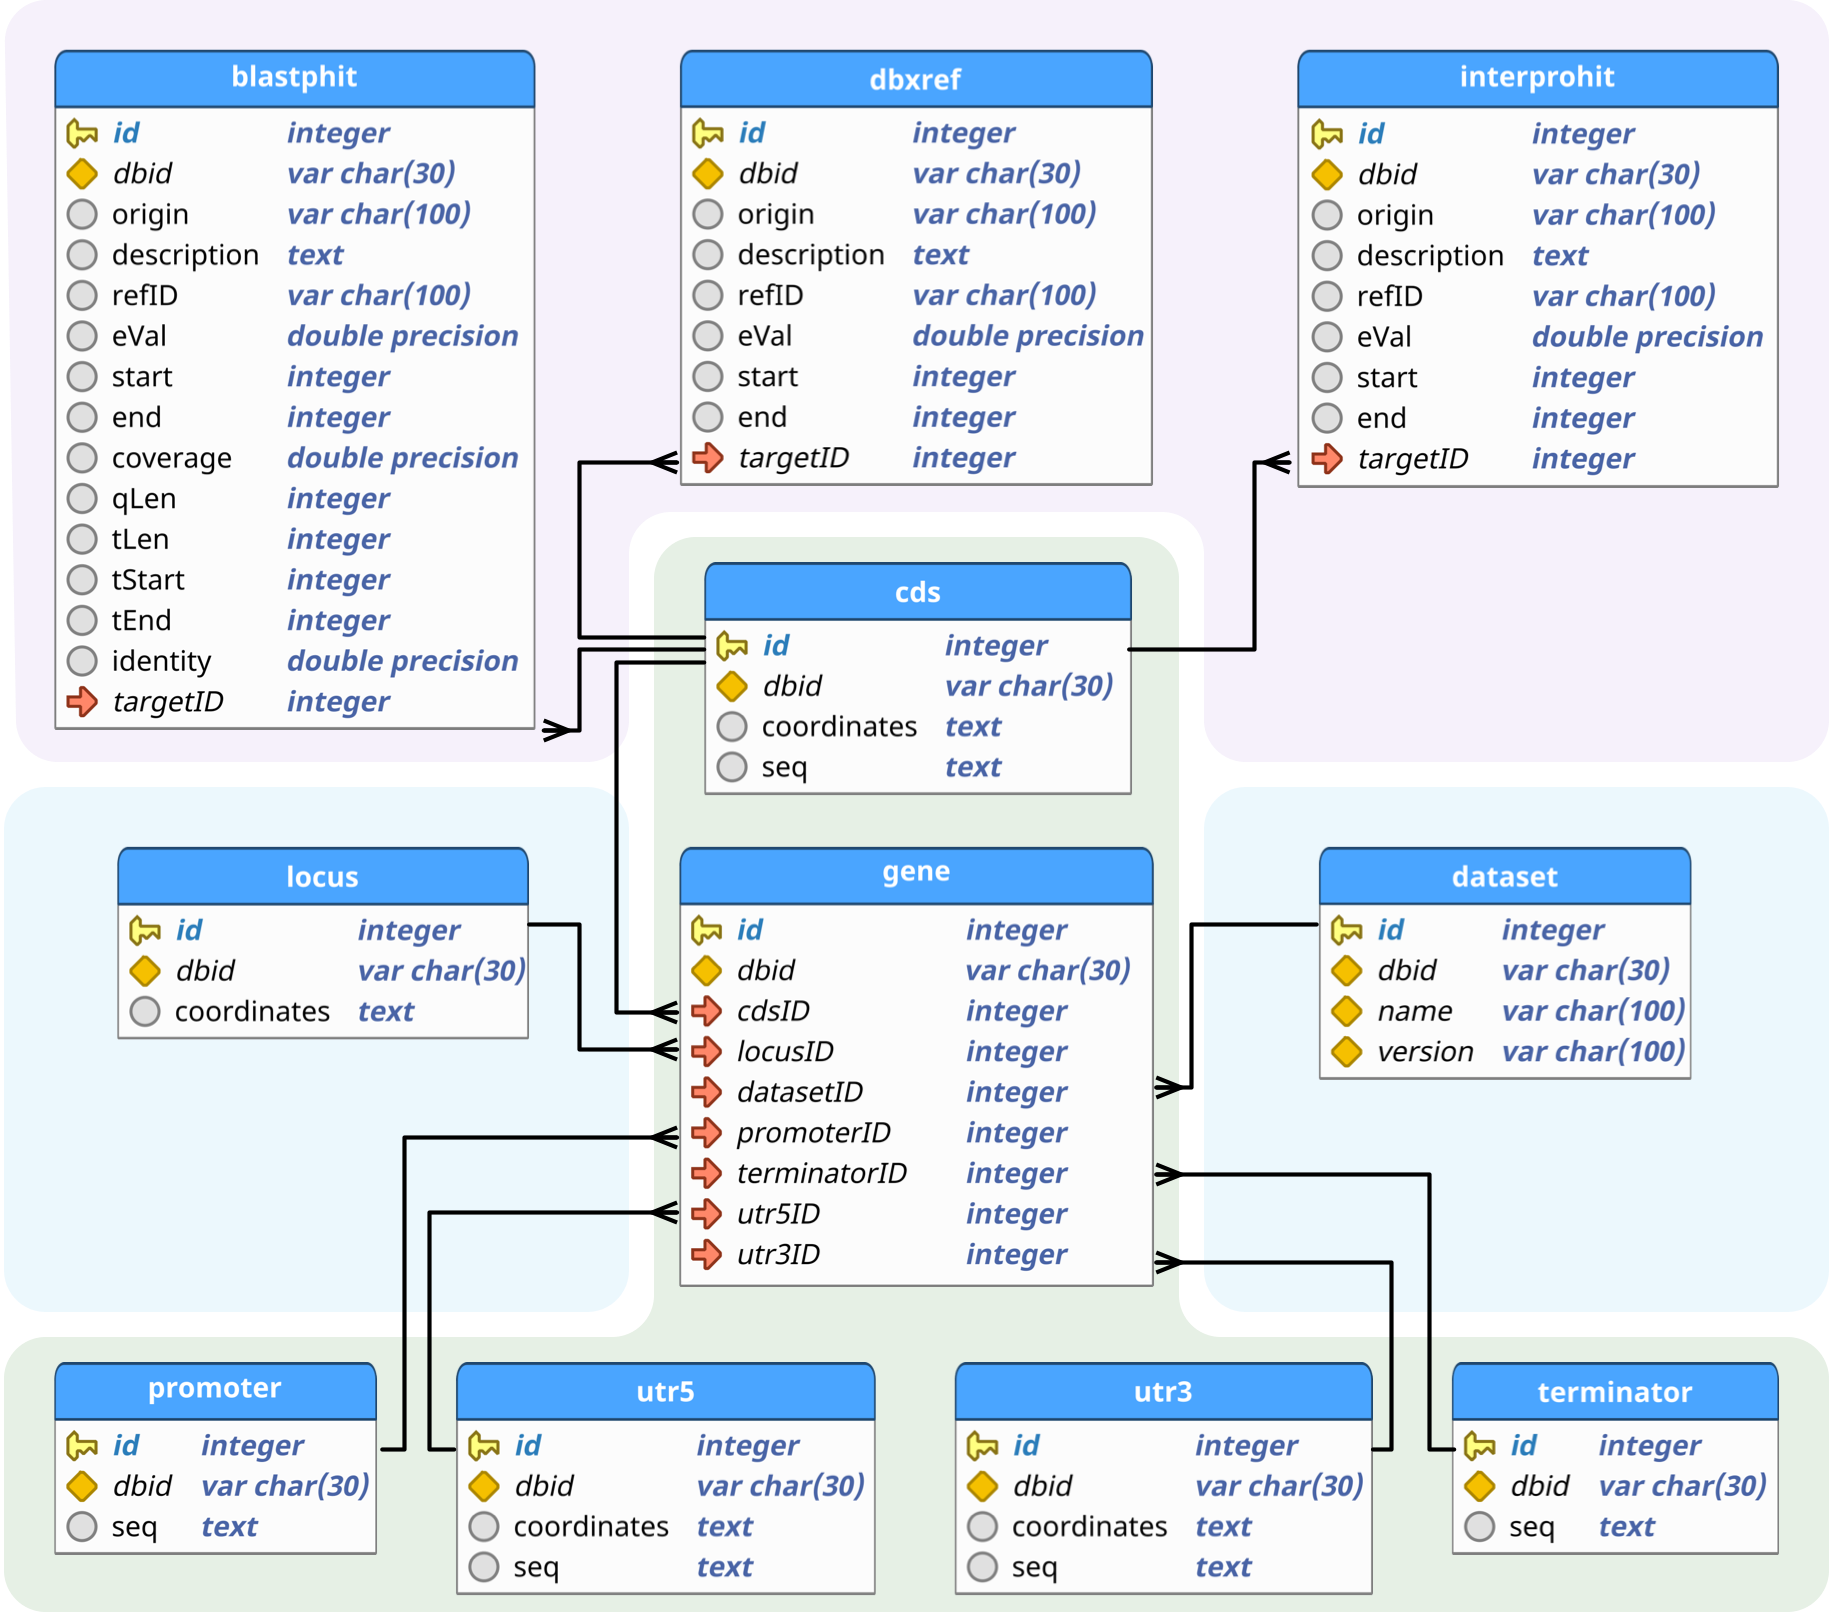 blastphit
id integer
dbid var char(30)
origin var char(100)
description text
refID var char(100)
eVal double precision
start integer
end integer
coverage double precision
qLen integer
tLen integer
tStart integer
tEnd integer
identity double precision
targetID integer
dbxref
id integer
dbid var char(30)
origin var char(100)
description text
refID var char(100)
eVal double precision
start integer
end integer
targetID integer
interprohit
id integer
dbid var char(30)
origin var char(100)
description text
refID var char(100)
eVal double precision
start integer
end integer
targetID integer
cds
id integer
dbid var char(30)
coordinates text
seq text
locus
id integer
dbid var char(30)
coordinates text
gene
id integer
dbid var char(30)
cdsID integer
locusID integer
datasetID integer
promoterID integer
terminatorID integer
utr5ID integer
utr3ID integer
dataset
id integer
dbid var char(30)
name var char(100)
version var char(100)
promoter
id integer
dbid var char(30)
seq text
utr5
id integer
dbid var char(30)
coordinates text
seq text
utr3
id integer
dbid var char(30)
coordinates text
seq text
terminator
id integer
dbid var char(30)
seq text